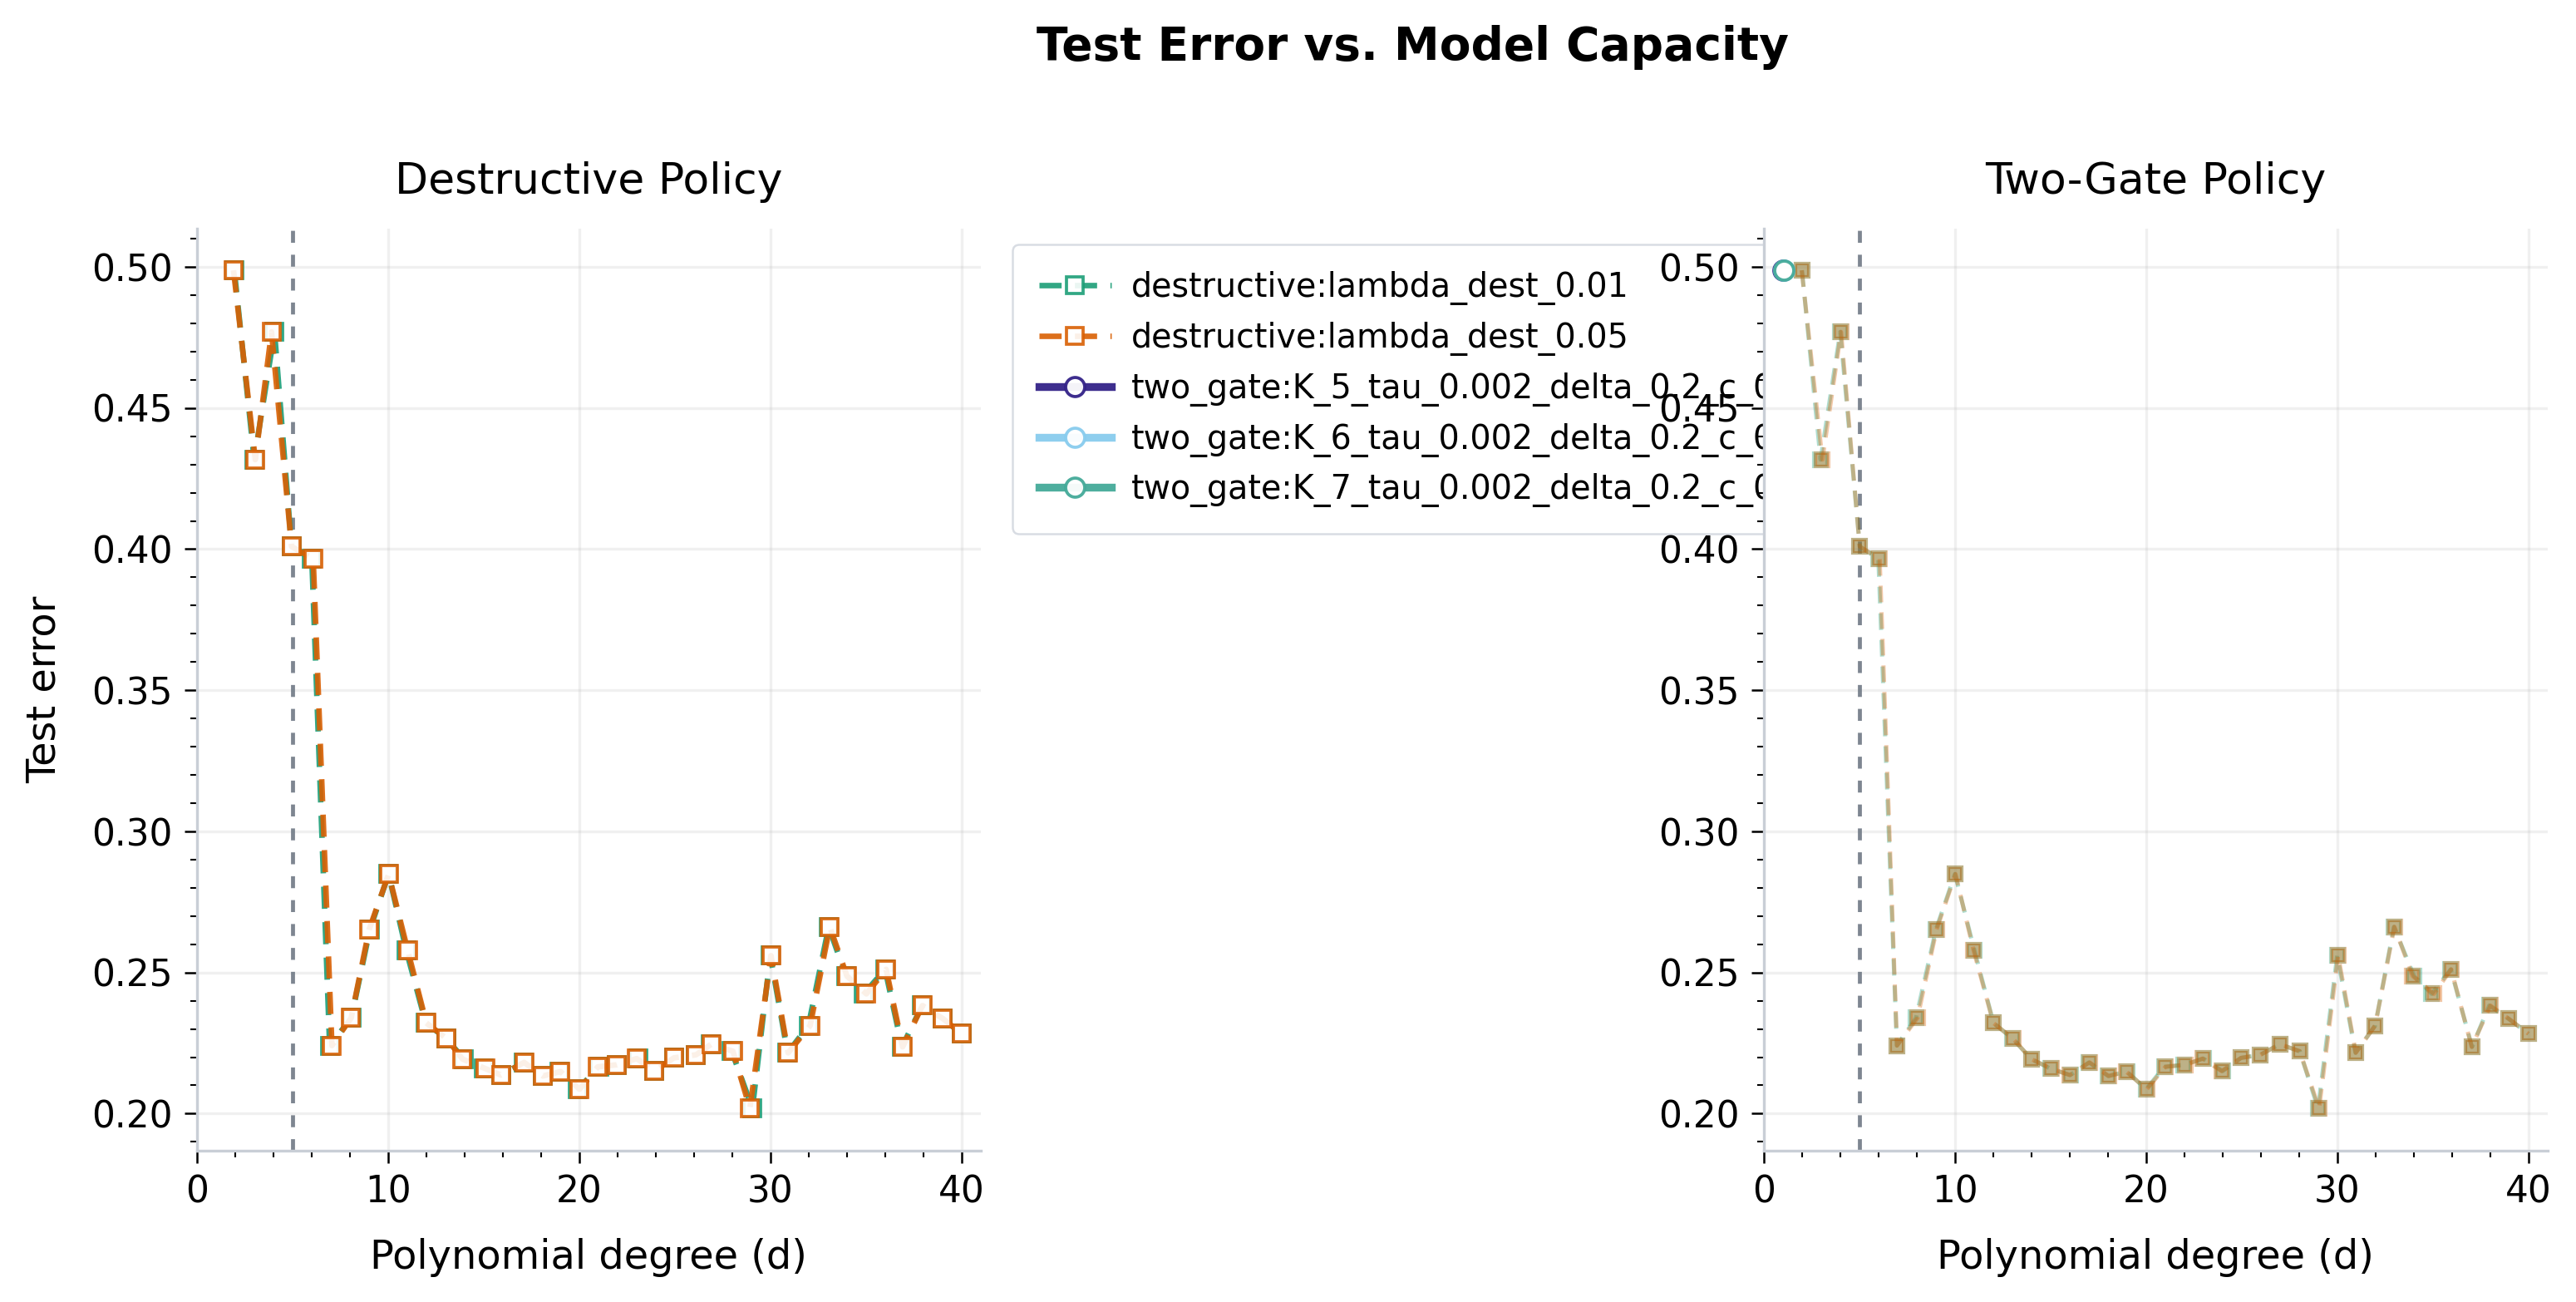 Test Error vs. Model Capacity
Destructive Policy
Test error
0.50
0.45
0.40
0.35
0.30
0.25
0.20
0
10
20
30
40
Polynomial degree (d)
destructive:lambda_dest_0.01
destructive:lambda_dest_0.05
two_gate:K_5_tau_0.002_delta_0.2_c_
two_gate:K_6_tau_0.002_delta_0.2_c_
two_gate:K_7_tau_0.002_delta_0.2_c_
Two-Gate Policy
0.50
0.45
0.40
0.35
0.30
0.25
0.20
0
10
20
30
40
Polynomial degree (d)